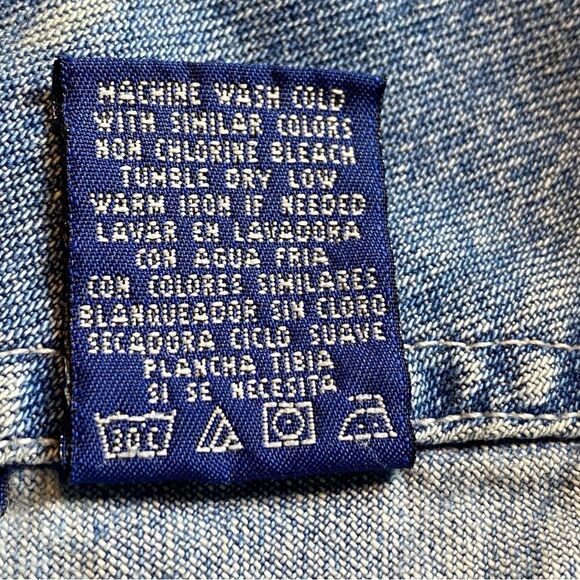 MACHINE WASH COLD
WITH SIMILAR COLORS
NON CHLORINE BLEACH
TUMBLE DRY LOW
WARM IRON IF NEEDED
LAVAR EN LAVADORA
CON AGUA FRIA
CON COLORES SIMILARES
BLANQUEADOR SIN CLORO
SECADORA CICLO SUAVE
PLANCHA TIBIA
SI SE NECESITA
30C